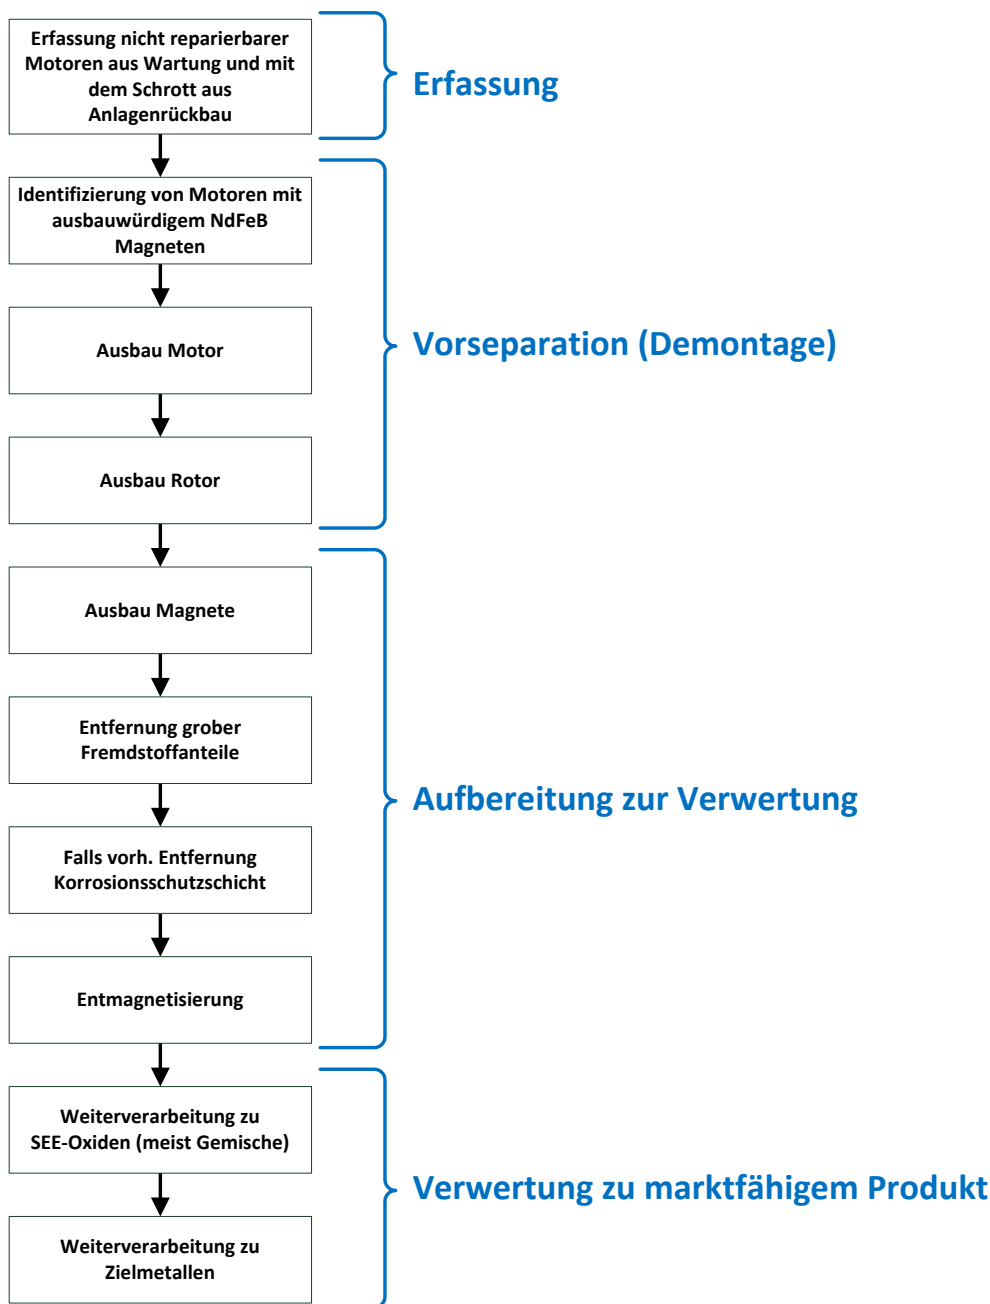 Erfassung nicht reparierbarer
Motoren aus Wartung und mit
dem Schrott aus
Anlagenrückbau
Erfassung
Identifizierung von Motoren mit
ausbauwürdigem NdFeB
Magneten
Ausbau Motor
Vorseparation (Demontage)
Ausbau Rotor
Ausbau Magnete
Entfernung grober
Fremdstoffanteile
Aufbereitung zur Verwertung
Falls vorh. Entfernung
Korrosionsschutzschicht
Entmagnetisierung
Weiterverarbeitung zu
SEE-Oxiden (meist Gemische)
Verwertung zu marktfähigem Produkt
Weiterverarbeitung zu
Zielmetallen